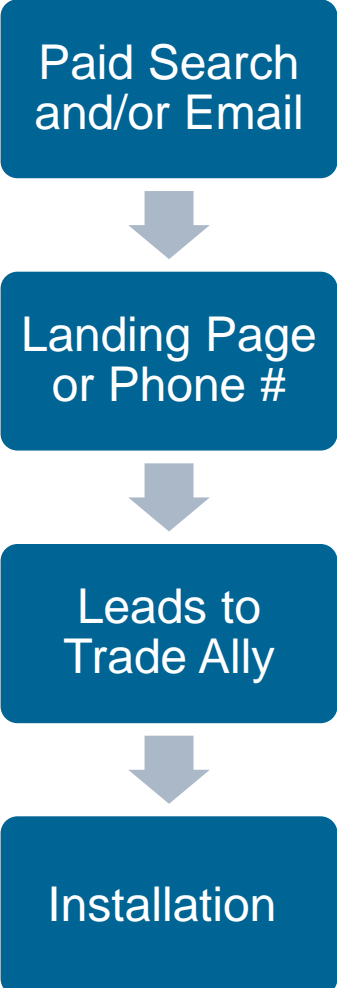 Paid Search
and/or Email
Landing Page
or Phone #
Leads to
Trade Ally
Installation